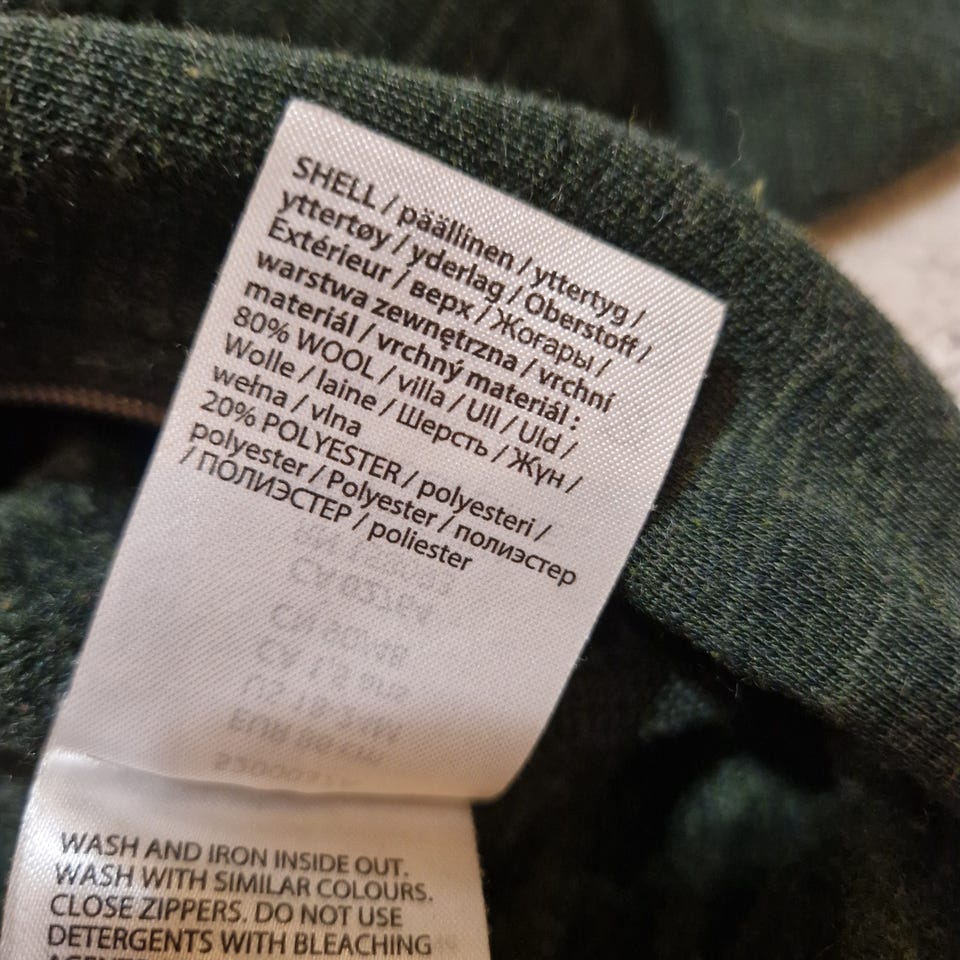 SHELL / päällinen / yttertyg /
yttertøy / yderlag / Oberstoff /
Extérieur / верх / Жоғары /
warstwa zewnętrzna / vrchní
materiál / vrchný materiál :
80% WOOL / villa / Ull / Uld /
Wolle / laine / Шерсть / Жүн /
wełna / vlna
20% POLYESTER / polyesteri /
polyester / Polyester / полиэстер
/ ПОЛИЭСТЕР / poliester
WASH AND IRON INSIDE OUT.
WASH WITH SIMILAR COLOURS.
CLOSE ZIPPERS. DO NOT USE
DETERGENTS WITH BLEACHING